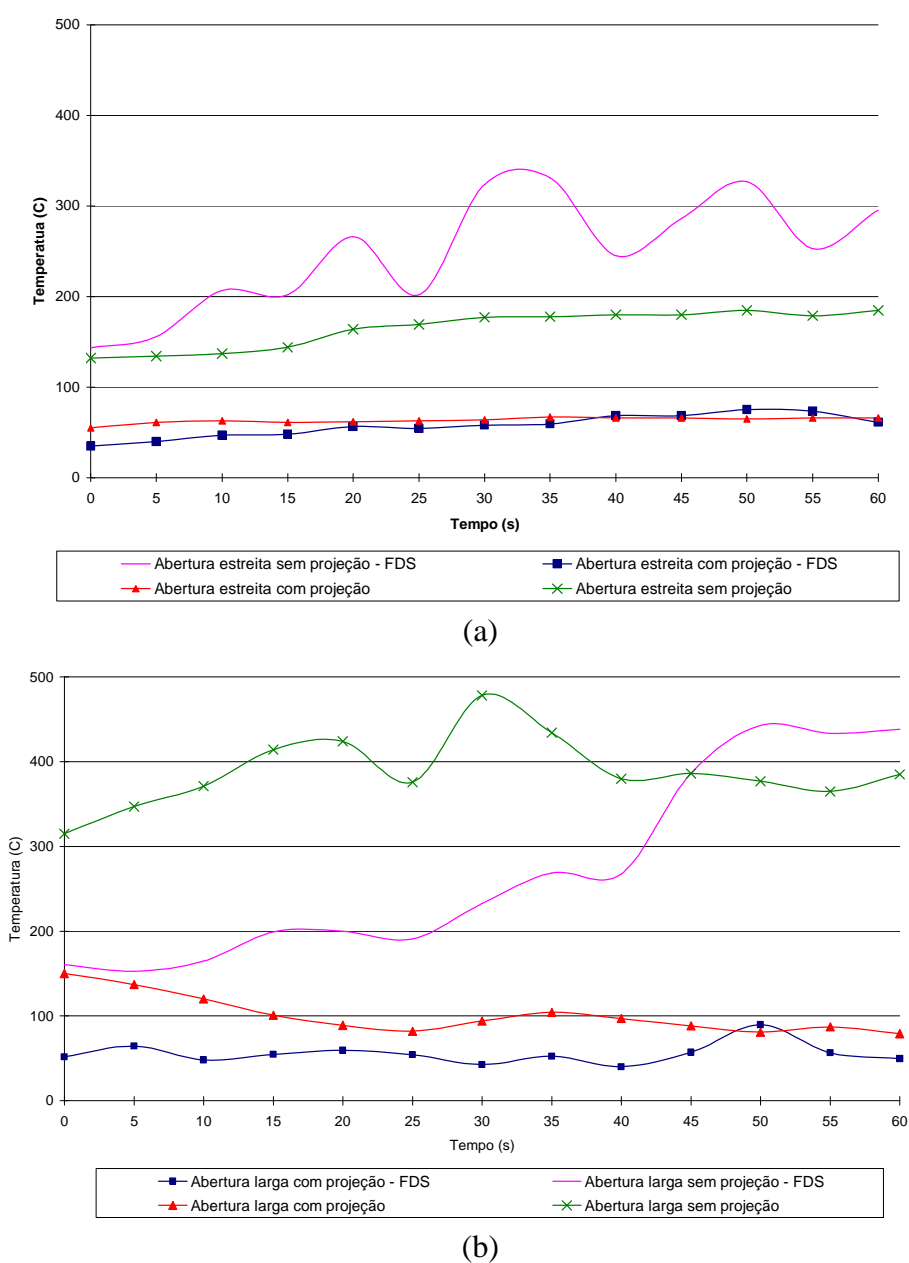 500
400
300
200
100
0
Temperatua (C)
0 5 10 15 20 25 30 35 40 45 50 55 60
Tempo (s)
Abertura estreita sem projeção - FDS Abertura estreita com projeção - FDS
Abertura estreita com projeção Abertura estreita sem projeção
(a)
500
400
300
200
100
0
Temperatura (C)
0 5 10 15 20 25 30 35 40 45 50 55 60
Tempo (s)
Abertura larga com projeção - FDS Abertura larga sem projeção - FDS
Abertura larga com projeção Abertura larga sem projeção
(b)